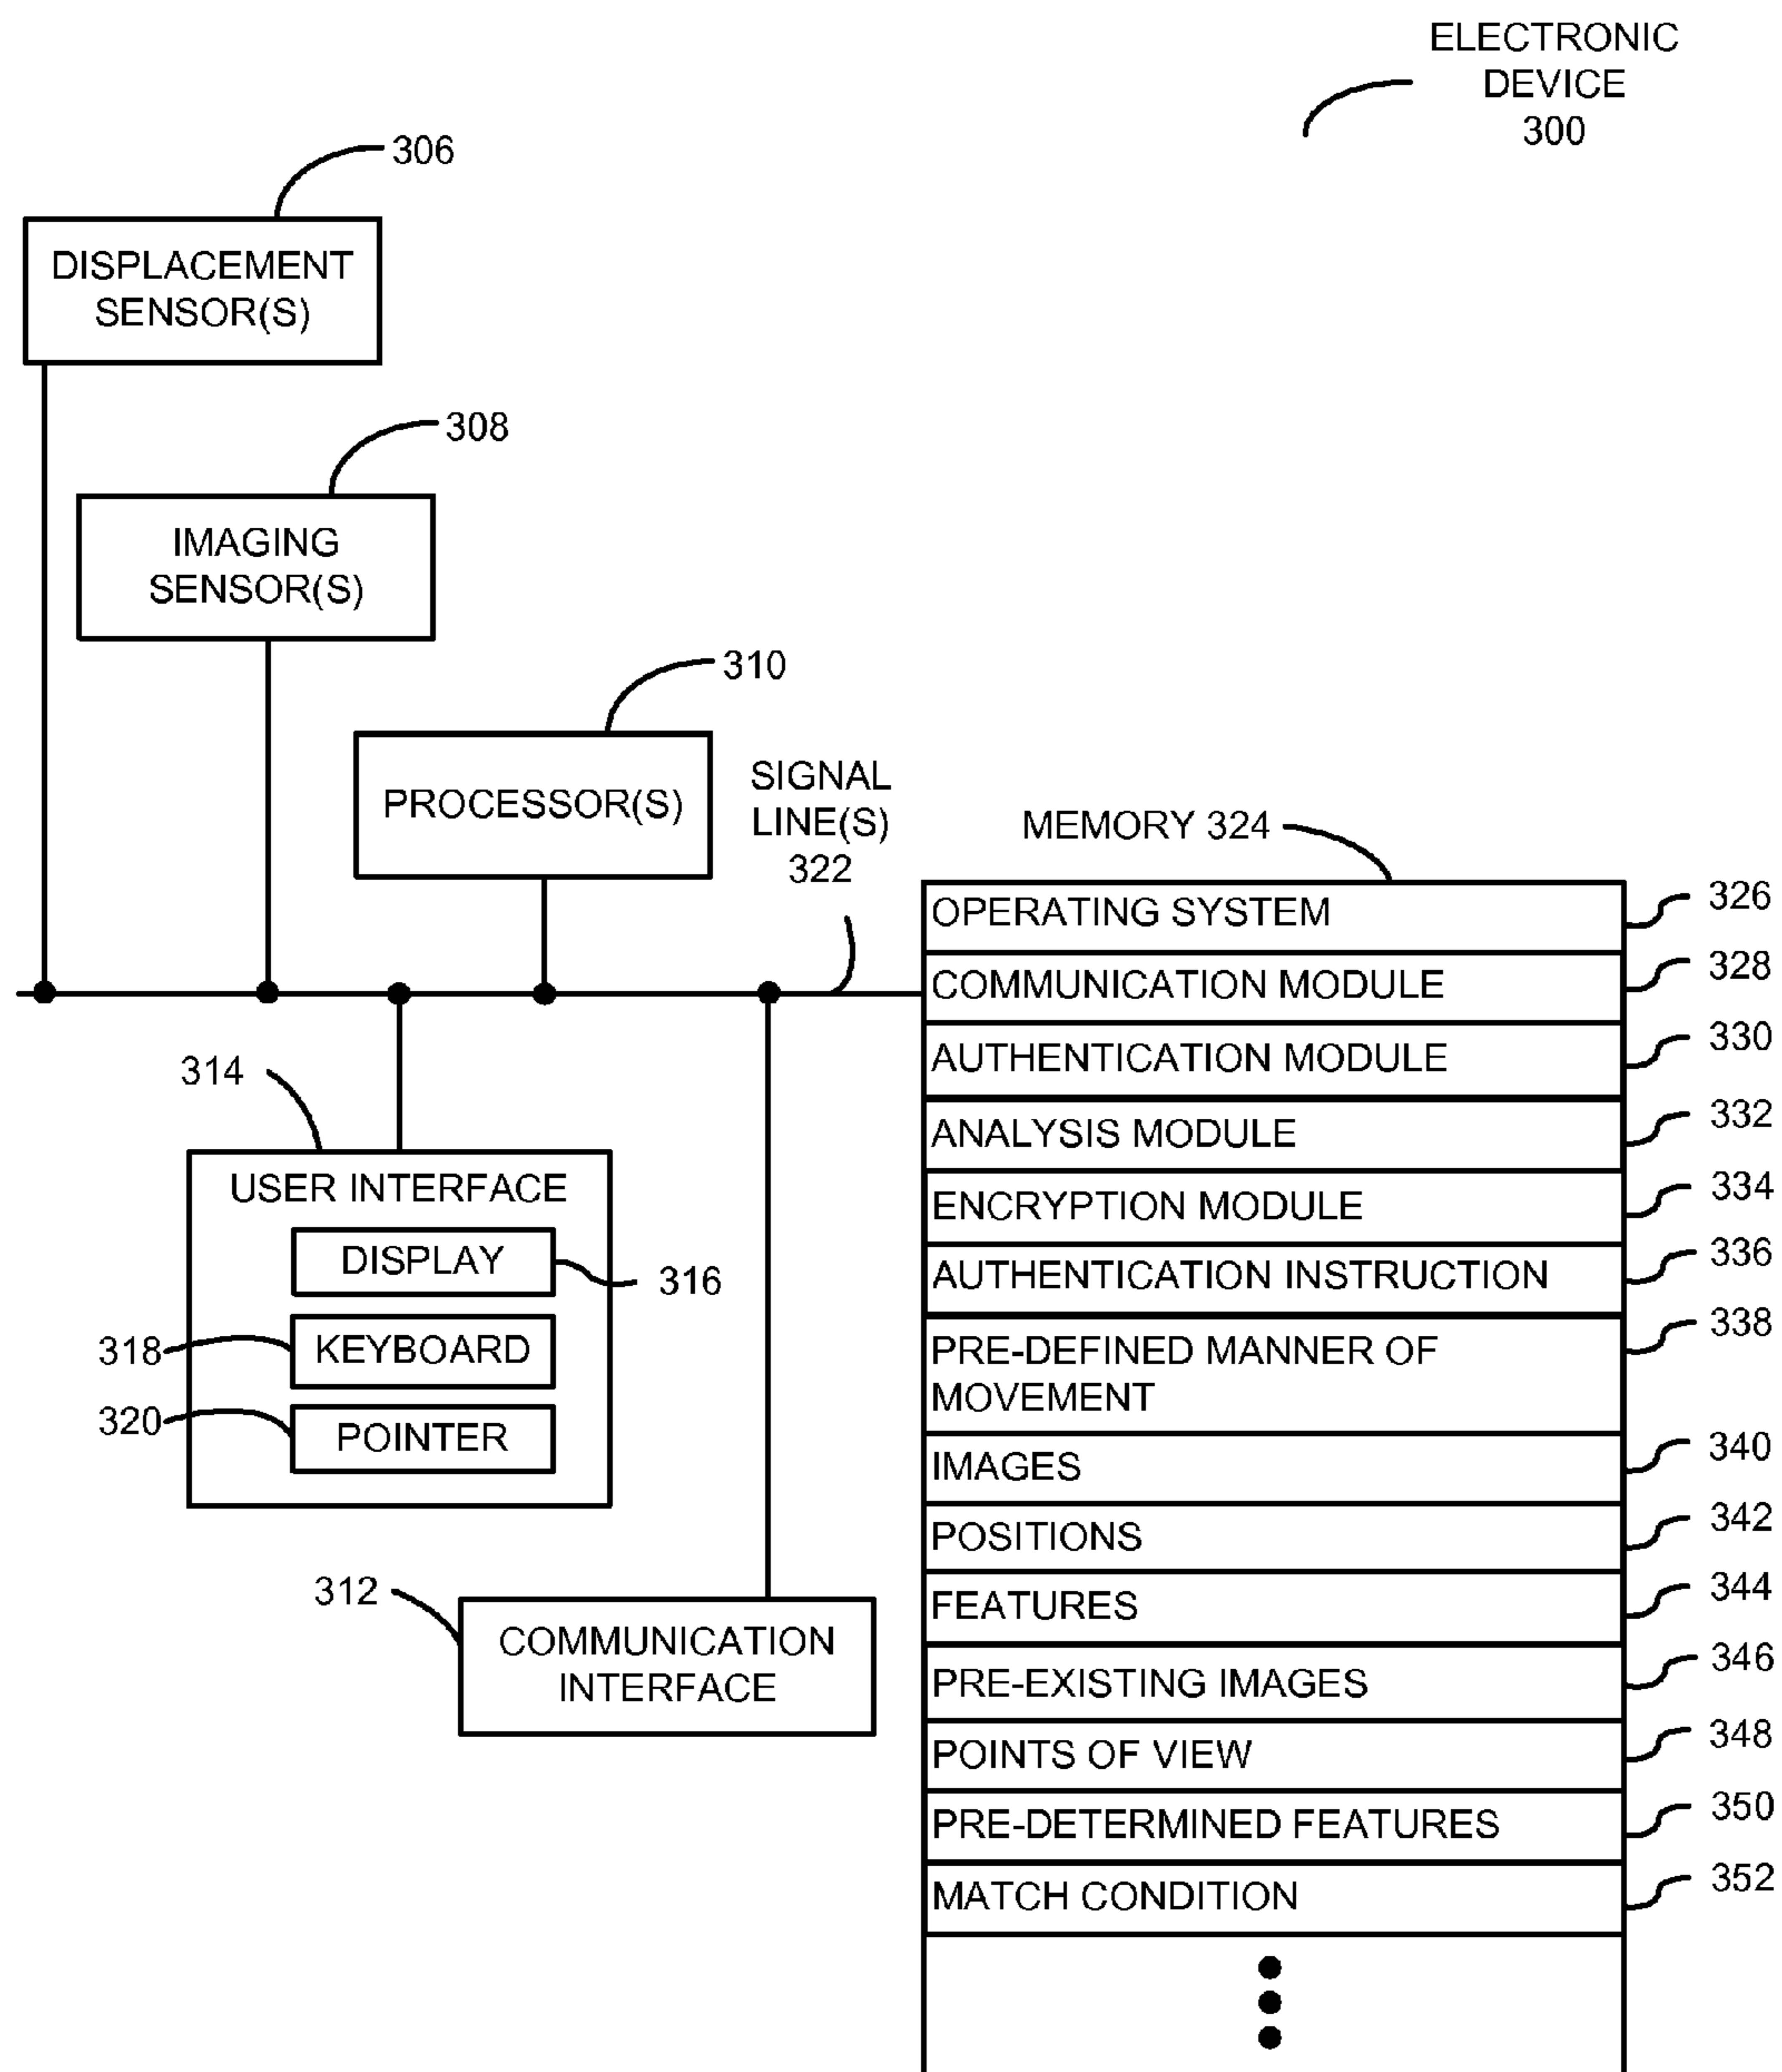 ELECTRONIC
DEVICE
300
306
DISPLACEMENT
SENSOR(S)
308
IMAGING
SENSOR(S)
310
PROCESSOR(S)
SIGNAL
LINE(S)
322
MEMORY 324
OPERATING SYSTEM
326
COMMUNICATION MODULE
328
AUTHENTICATION MODULE
330
ANALYSIS MODULE
332
ENCRYPTION MODULE
334
AUTHENTICATION INSTRUCTION
336
PRE-DEFINED MANNER OF
MOVEMENT
338
IMAGES
340
POSITIONS
342
FEATURES
344
PRE-EXISTING IMAGES
346
POINTS OF VIEW
348
PRE-DETERMINED FEATURES
350
MATCH CONDITION
352
314
USER INTERFACE
DISPLAY
316
318
KEYBOARD
320
POINTER
312
COMMUNICATION
INTERFACE